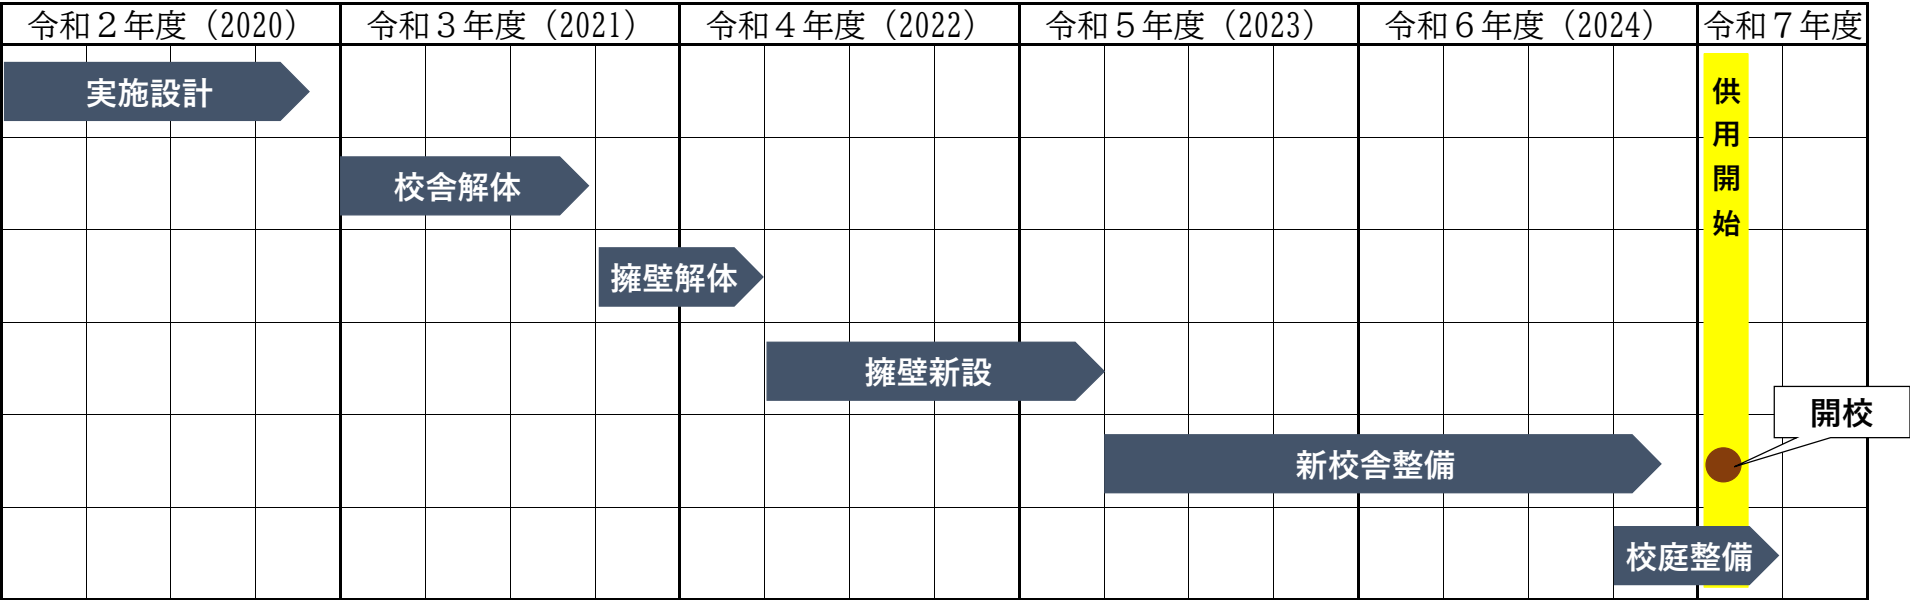 令和２年度（2020）
令和３年度（2021）
令和４年度（2022）
令和５年度（2023）
令和６年度（2024）
令和７年度
実施設計
校舎解体
擁壁解体
擁壁新設
新校舎整備
校庭整備
供用開始
開校